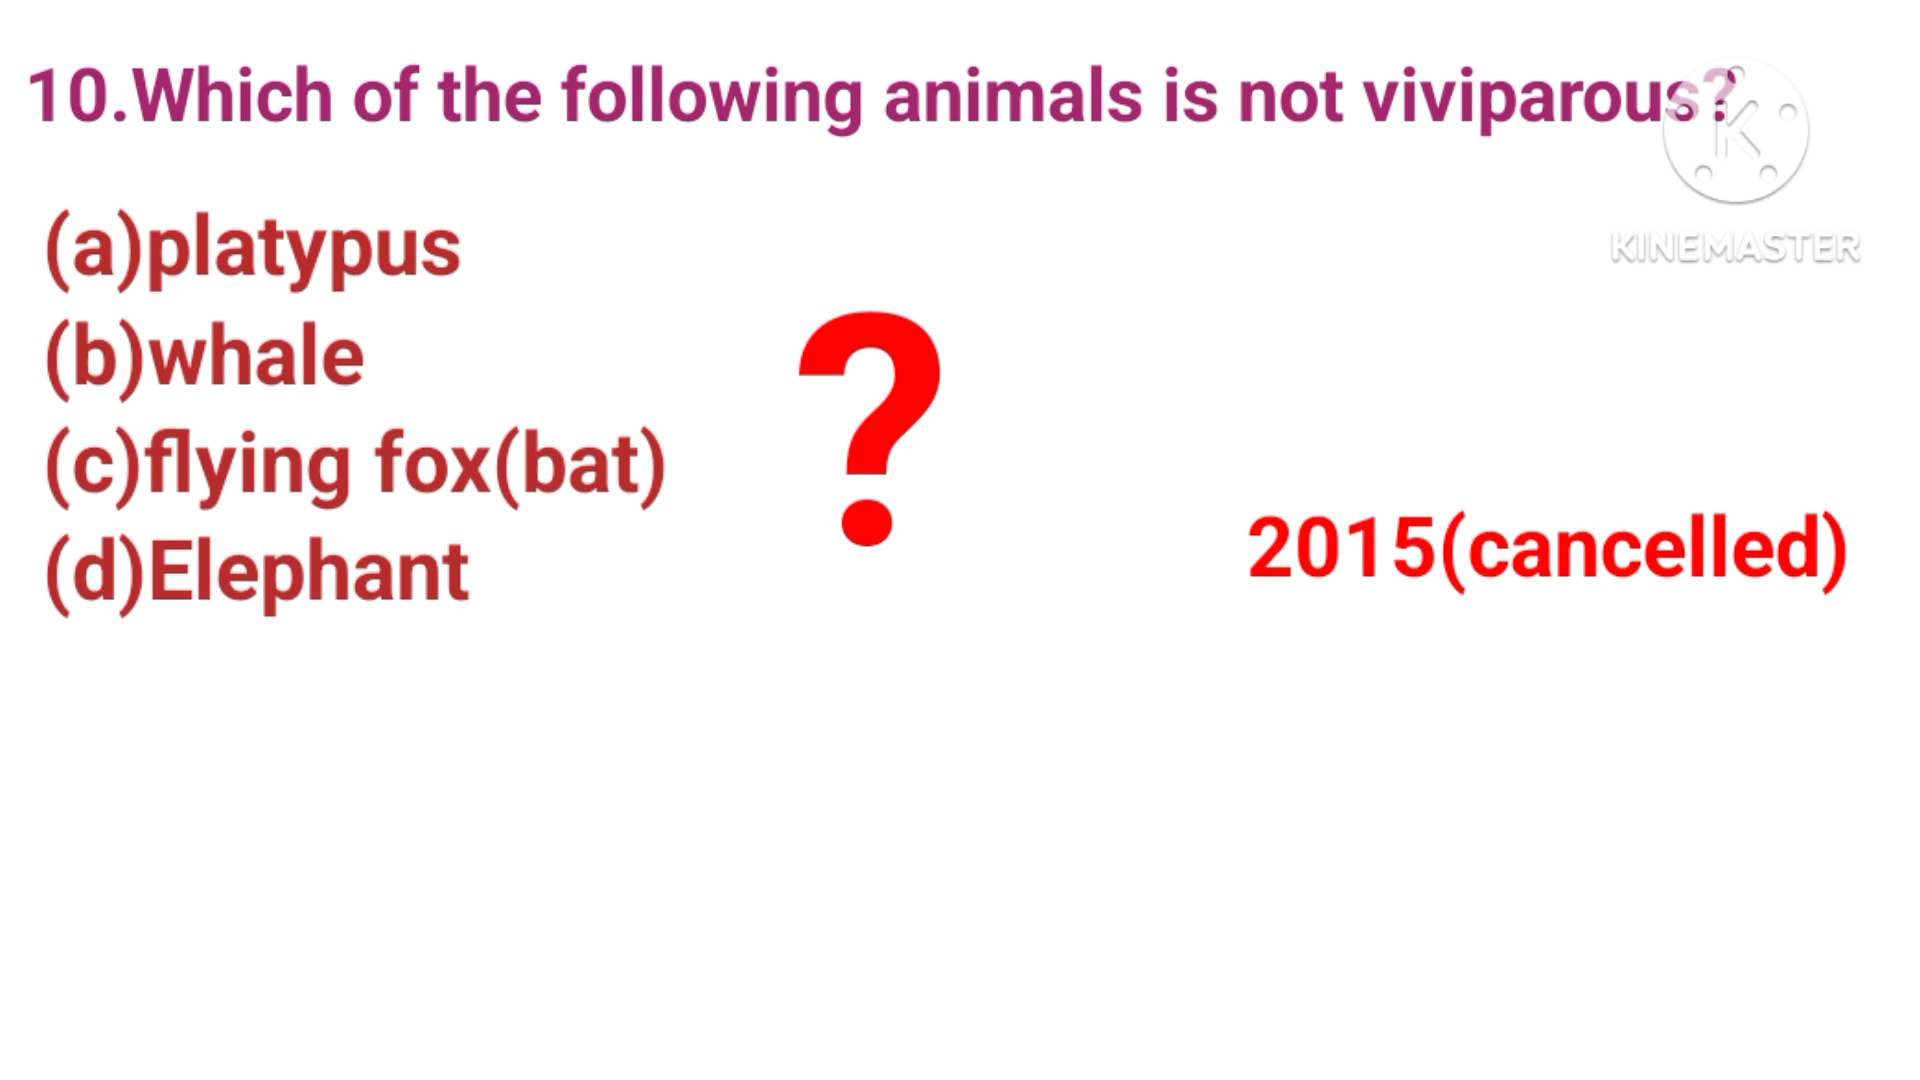 10.Which of the following animals is not viviparous?
KINEMASTER
(a)platypus
(b)whale
(c)flying fox(bat)
(d)Elephant
?
2015(cancelled)